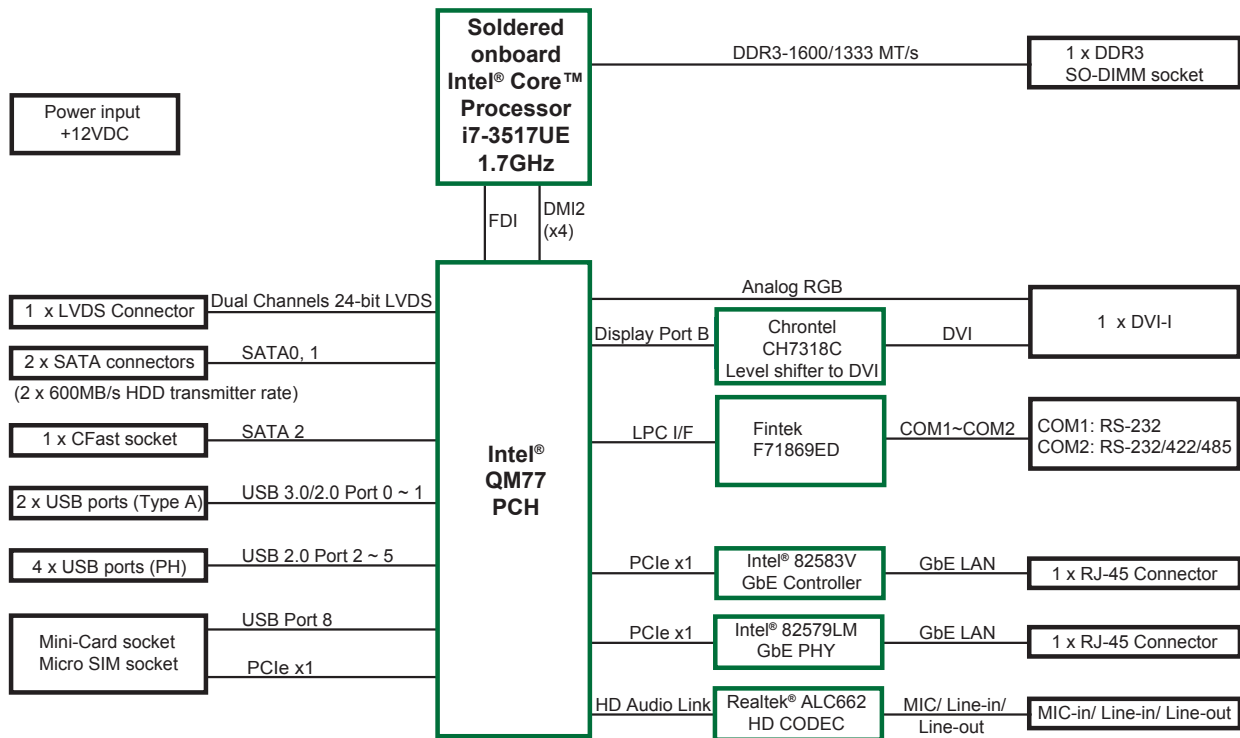 Soldered
onboard
Intel® Core™
Processor
i7-3517UE
1.7GHz
DDR3-1600/1333 MT/s
1 x DDR3
SO-DIMM socket
Power input
+12VDC
FDI
DMI2
(x4)
Intel®
QM77
PCH
1 x LVDS Connector
Dual Channels 24-bit LVDS
2 x SATA connectors
SATA0, 1
(2 x 600MB/s HDD transmitter rate)
1 x CFast socket
SATA 2
2 x USB ports (Type A)
USB 3.0/2.0 Port 0 ~ 1
4 x USB ports (PH)
USB 2.0 Port 2 ~ 5
Mini-Card socket
Micro SIM socket
USB Port 8
PCIe x1
Analog RGB
1 x DVI-I
Display Port B
Chrontel
CH7318C
Level shifter to DVI
DVI
LPC I/F
Fintek
F71869ED
COM1~COM2
COM1: RS-232
COM2: RS-232/422/485
PCIe x1
Intel® 82583V
GbE Controller
GbE LAN
1 x RJ-45 Connector
PCIe x1
Intel® 82579LM
GbE PHY
GbE LAN
1 x RJ-45 Connector
HD Audio Link
Realtek® ALC662
HD CODEC
MIC/ Line-in/
Line-out
MIC-in/ Line-in/ Line-out